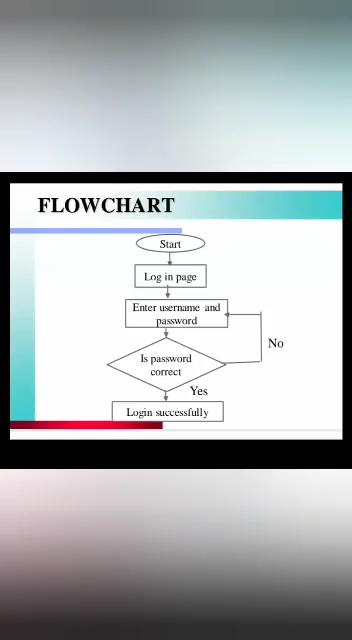 FLOWCHART
Start
Log in page
Enter username and
password
No
Is password
correct
Yes
Login successfully